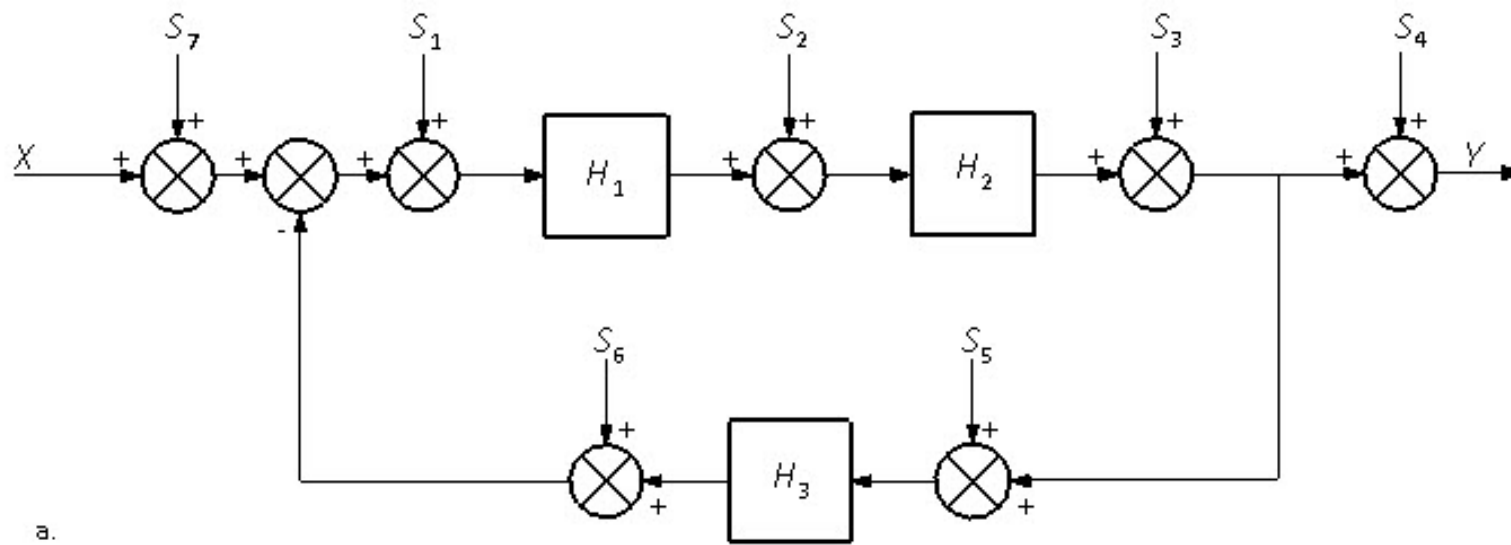 S7 S1 S2 S3 S4
+ + + + +
X + + + H1 + H2 + + Y
-
S6 S5
+ +
H3
+ +
a.